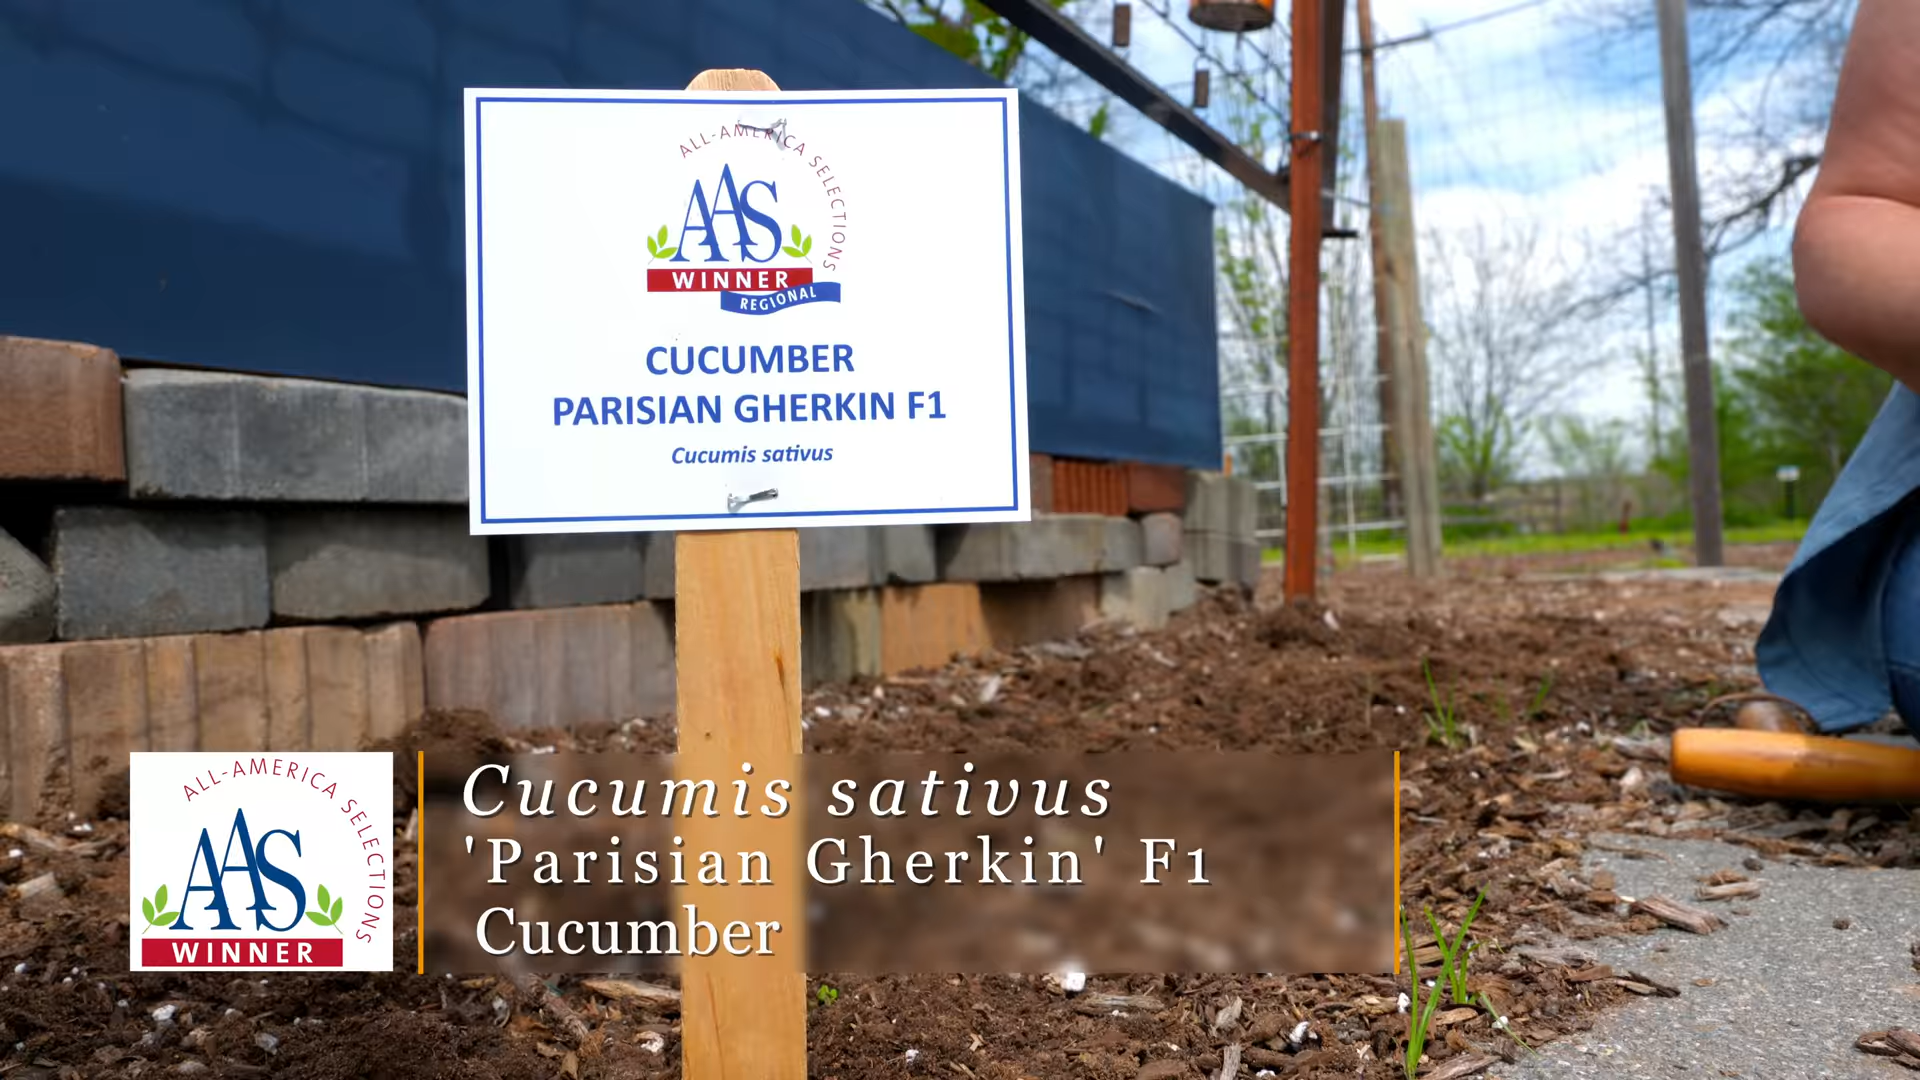 ALL-AMERICA SELECTIONS
AAS
WINNER
REGIONAL
CUCUMBER
PARISIAN GHERKIN F1
Cucumis sativus
ALL-AMERICA SELECTIONS
AAS
WINNER
Cucumis sativus
'Parisian Gherkin' F1
Cucumber